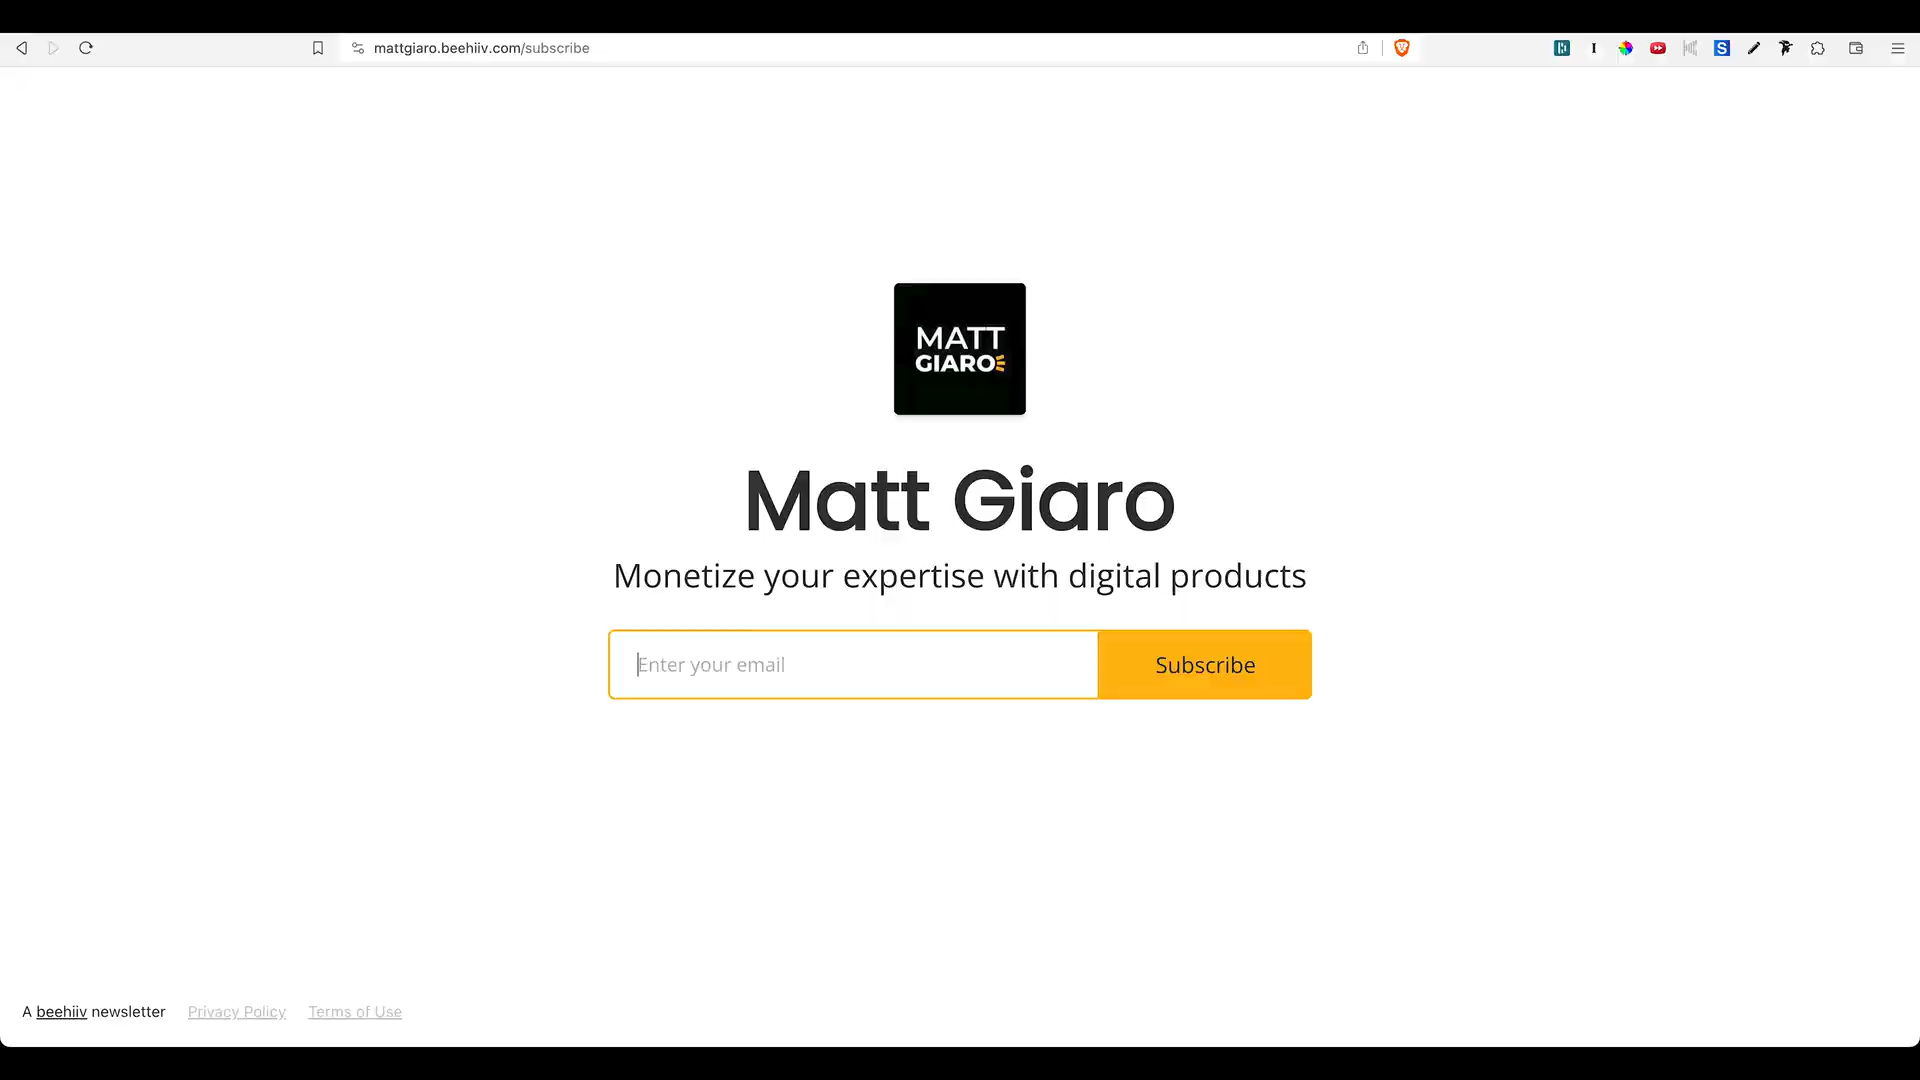 mattgiaro.beehiiv.com/subscribe
MATT
GIARO
Matt Giaro
Monetize your expertise with digital products
Enter your email
Subscribe
A beehiiv newsletter
Privacy Policy
Terms of Use